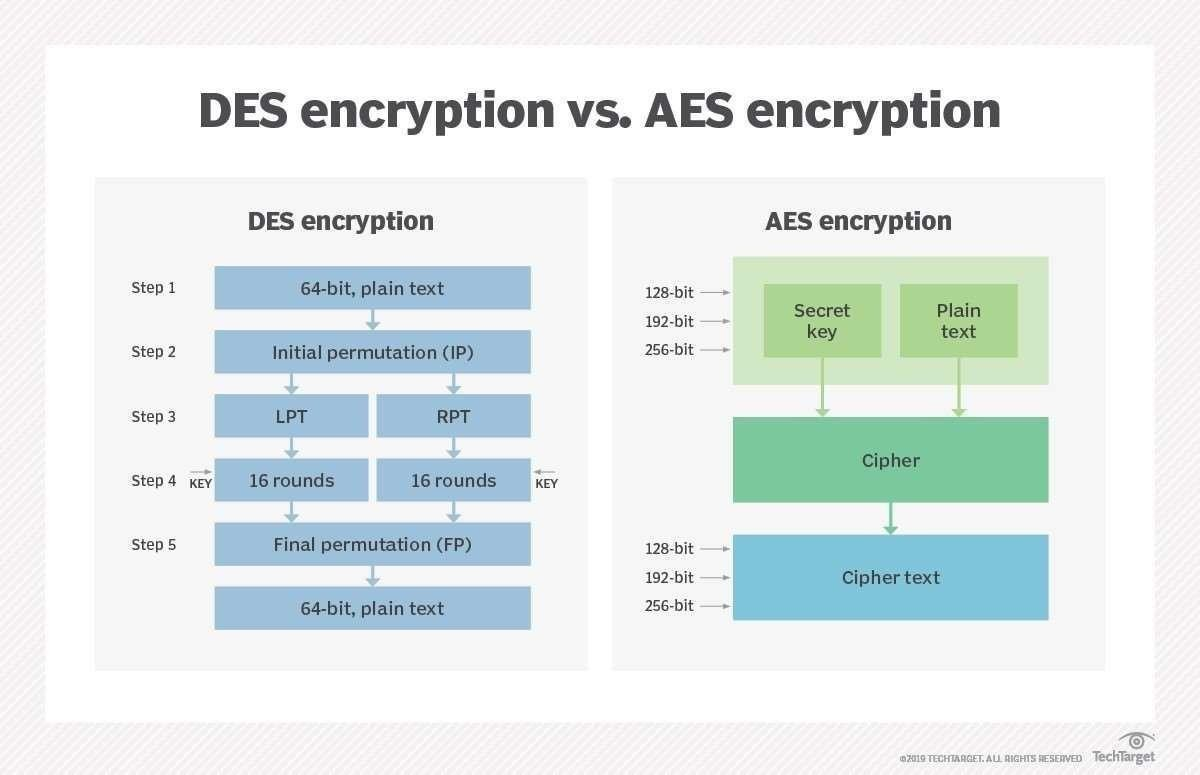 DES encryption vs. AES encryption
DES encryption
Step 1
64-bit, plain text
Step 2
Initial permutation (IP)
Step 3
LPT
RPT
Step 4
KEY
16 rounds
16 rounds
KEY
Step 5
Final permutation (FP)
64-bit, plain text
AES encryption
128-bit
192-bit
256-bit
Secret
key
Plain
text
Cipher
128-bit
192-bit
256-bit
Cipher text
©2019 TECHTARGET. ALL RIGHTS RESERVED
TechTarget